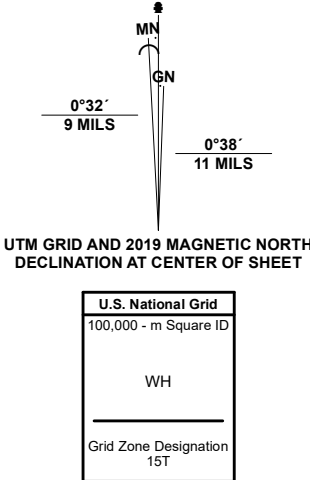 MN
GN
0°32´
9 MILS
0°38´
11 MILS
UTM GRID AND 2019 MAGNETIC NORTH
DECLINATION AT CENTER OF SHEET
U.S. National Grid
100,000 - m Square ID
WH
Grid Zone Designation
15T